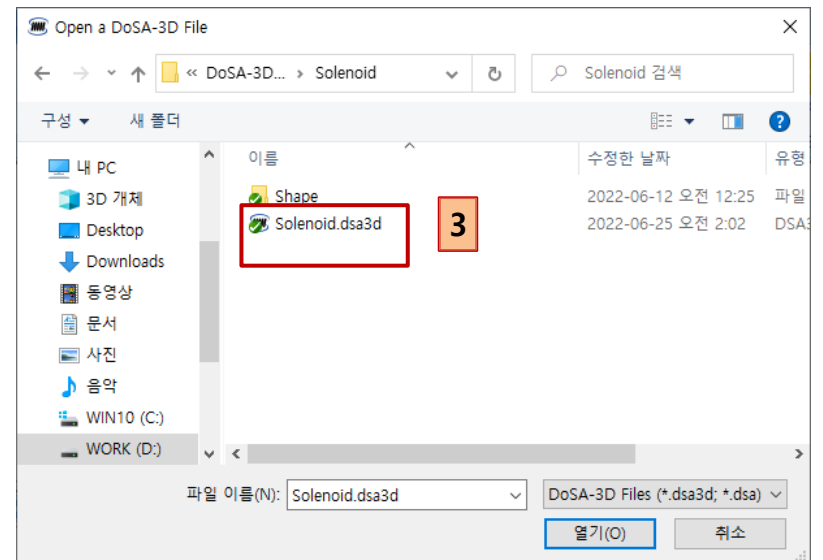 Open a DoSA-3D File
« DoSA-3D... › Solenoid
Solenoid 검색
구성 새 폴더
이름 수정한 날짜 유형
내 PC
3D 개체
Desktop
Downloads
동영상
문서
사진
음악
WIN10 (C:)
WORK (D:)
Shape 2022-06-12 오전 12:25 파일
Solenoid.dsa3d 2022-06-25 오전 2:02 DSA3
3
파일 이름(N): Solenoid.dsa3d DoSA-3D Files (*.dsa3d; *.dsa)
열기(O) 취소